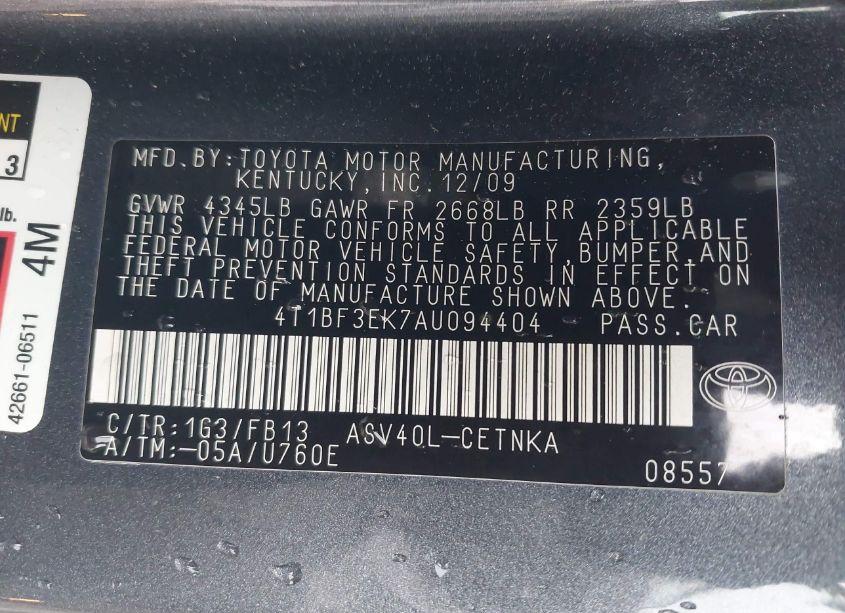 NT
3
lb.
4M
42661-06511
MFD.BY:TOYOTA MOTOR MANUFACTURING,
KENTUCKY,INC.12/09
GVWR 4345LB GAWR FR 2668LB RR 2359LB
THIS VEHICLE CONFORMS TO ALL APPLICABLE
FEDERAL MOTOR VEHICLE SAFETY,BUMPER,AND
THEFT PREVENTION STANDARDS IN EFFECT ON
THE DATE OF MANUFACTURE SHOWN ABOVE.
4T1BF3EK7AU094404 PASS.CAR
C/TR:1G3/FB13 ASV40L-CETNKA
A/TM:-05A/U760E
08557